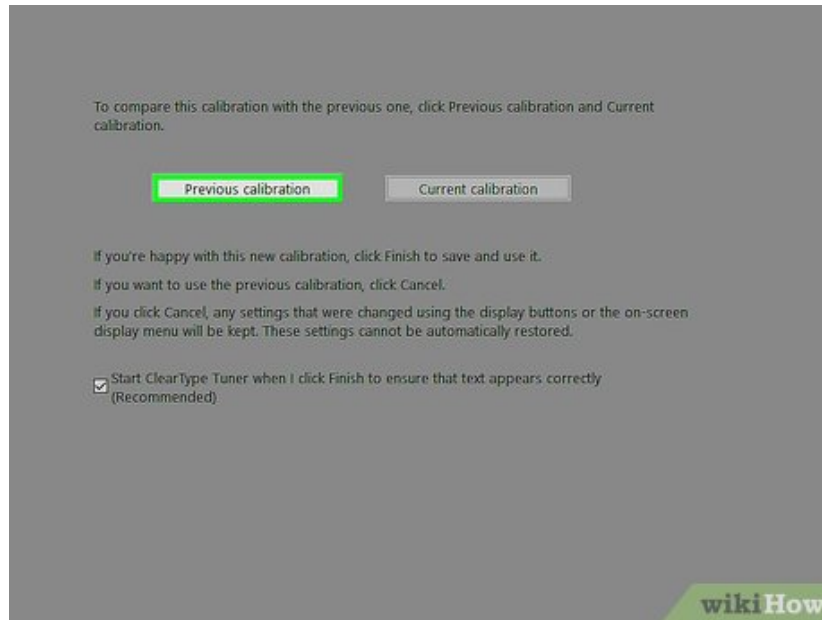 To compare this calibration with the previous one, click Previous calibration and Current
calibration.
Previous calibration
Current calibration
If you're happy with this new calibration, click Finish to save and use it.
If you want to use the previous calibration, click Cancel.
If you click Cancel, any settings that were changed using the display buttons or the on-screen
display menu will be kept. These settings cannot be automatically restored.
Start ClearType Tuner when I click Finish to ensure that text appears correctly
(Recommended)
wikiHow